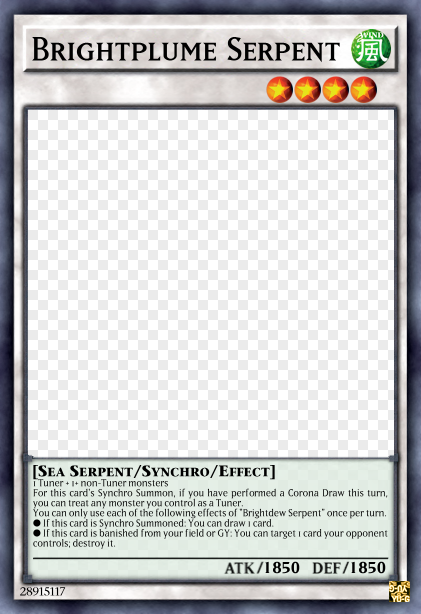 Brightplume Serpent
WIND
風
[Sea Serpent/Synchro/Effect]
1 Tuner + 1+ non-Tuner monsters
For this card's Synchro Summon, if you have performed a Corona Draw this turn,
you can treat any monster you control as a Tuner.
You can only use each of the following effects of "Brightdew Serpent" once per turn.
● If this card is Synchro Summoned: You can draw 1 card.
● If this card is banished from your field or GY: You can target 1 card your opponent
controls; destroy it.
ATK/1850 DEF/1850
28915117